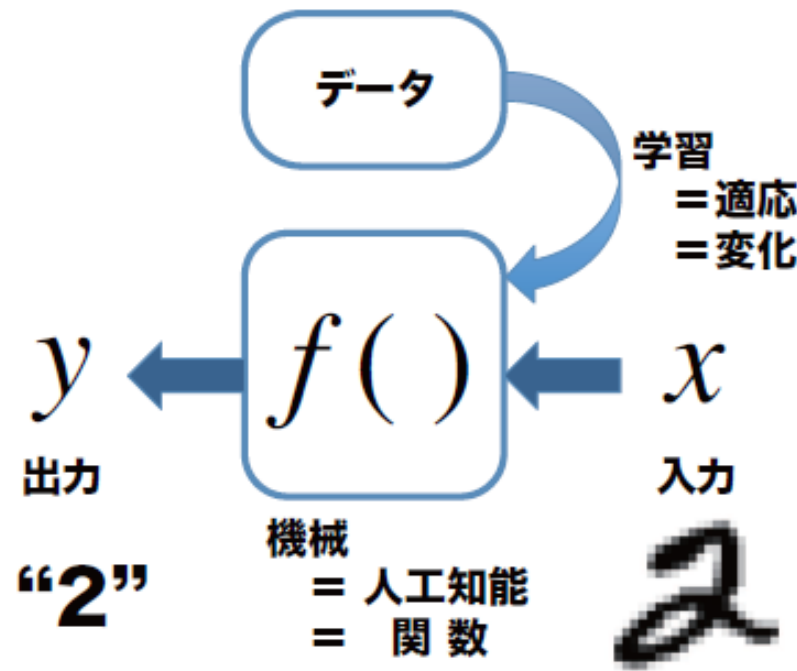 データ
学習
＝適応
＝変化
y
f( )
x
出力
入力
機械
＝ 人工知能
＝ 関 数
“2”
2